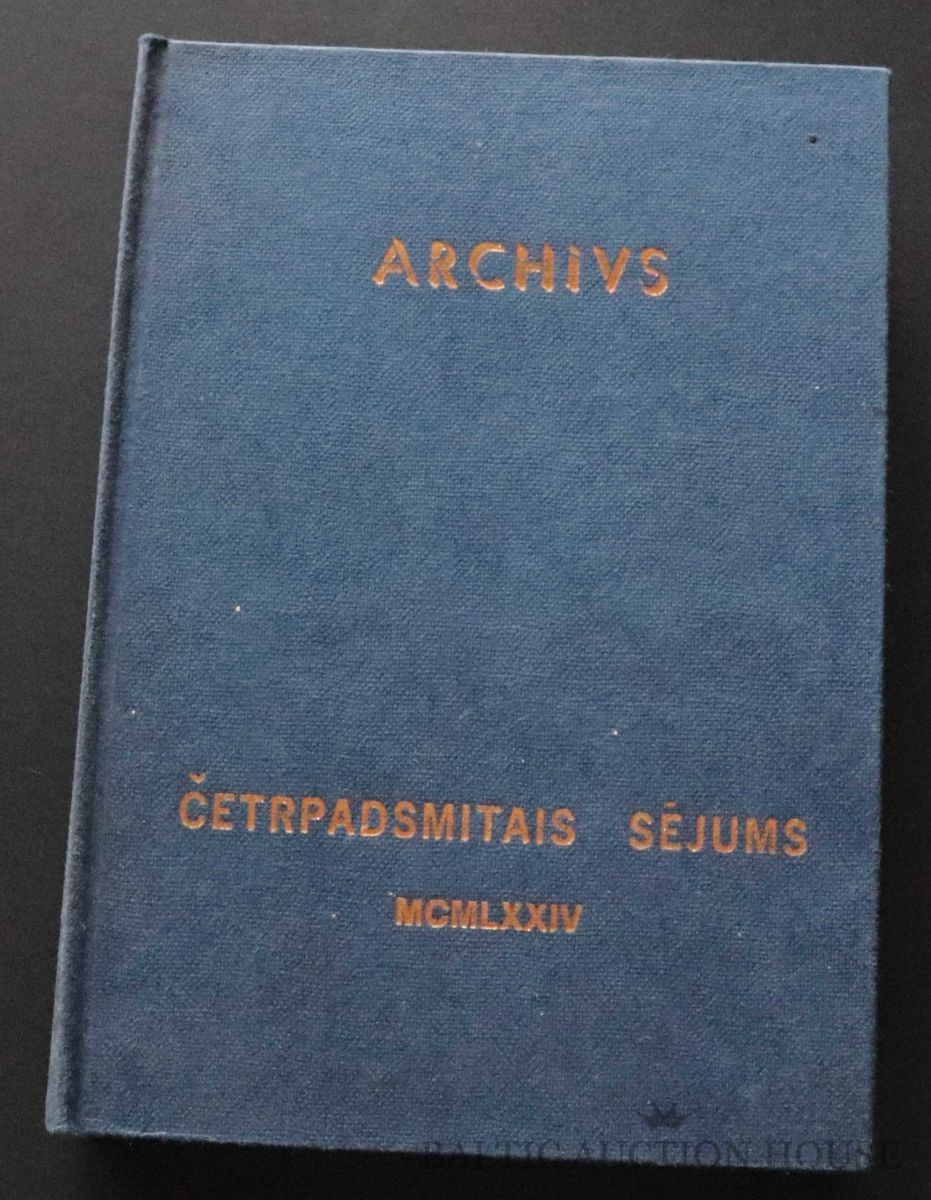 ARCHIVS
ČETRPADSMITAIS SĒJUMS
MCMLXXIV
BALTIC AUCTION HOUSE